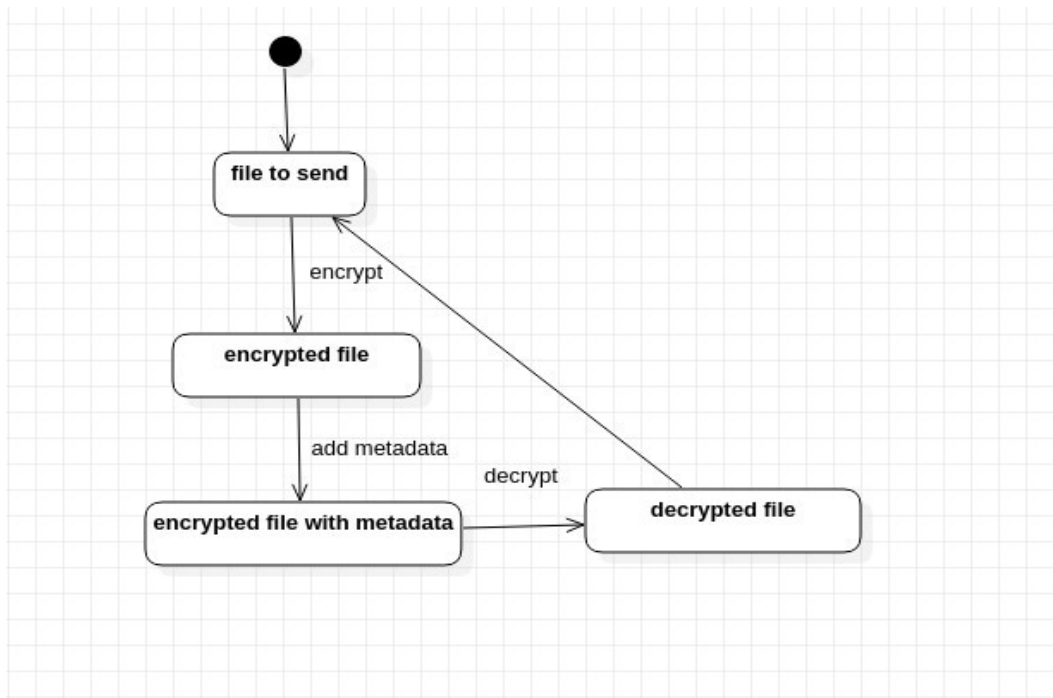 file to send
encrypt
encrypted file
add metadata
decrypt
encrypted file with metadata
decrypted file